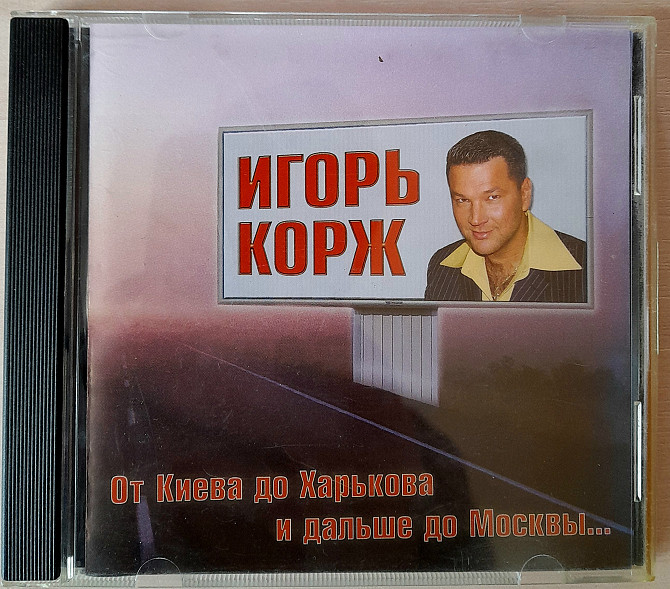 ИГОРЬ
КОРЖ
От Киева до Харькова
и дальше до Москвы...